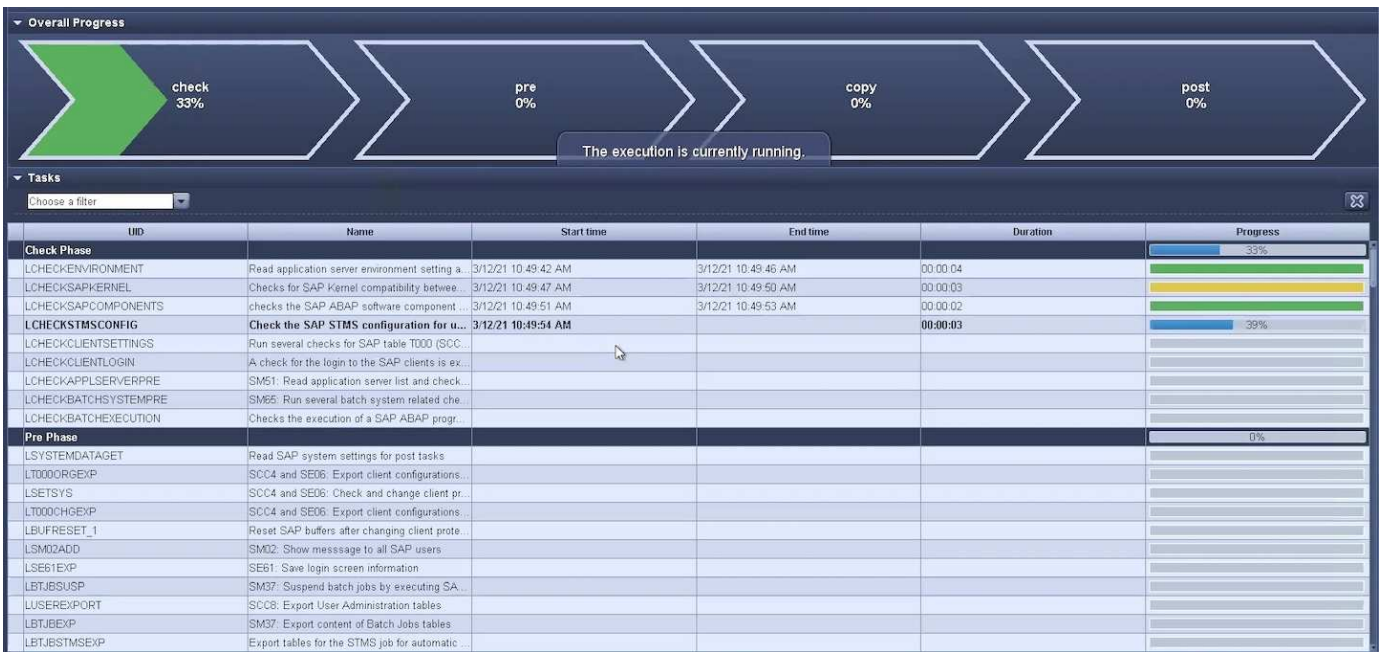 Overall Progress
check pre copy post
33% 0% 0% 0%
The execution is currently running.
Tasks
Choose a filter
UID Name Start time End time Duration Progress
Check Phase 33%
LCHECKENVIRONMENT Read application server environment setting a... 3/12/21 10:49:42 AM 3/12/21 10:49:46 AM 00:00:04
LCHECKSAPKERNEL Checks for SAP Kernel compatibility betwee... 3/12/21 10:49:47 AM 3/12/21 10:49:50 AM 00:00:03
LCHECKSAPCOMPONENTS checks the SAP ABAP software component ... 3/12/21 10:49:51 AM 3/12/21 10:49:53 AM 00:00:02
LCHECKSTMSCONFIG Check the SAP STMS configuration for u... 3/12/21 10:49:54 AM 00:00:03 39%
LCHECKCLIENTSETTINGS Run several checks for SAP table T000 (SCC...
LCHECKCLIENTLOGIN A check for the login to the SAP clients is ex...
LCHECKAPPLSERVERPRE SM51: Read application server list and check...
LCHECKBATCHSYSTEMPRE SM65: Run several batch system related che...
LCHECKBATCHEXECUTION Checks the execution of a SAP ABAP progr...
Pre Phase 0%
LSYSTEMDATAGET Read SAP system settings for post tasks
LT000ORGEXP SCC4 and SE06: Export client configurations...
LSETSYS SCC4 and SE06: Check and change client pr...
LT000CHGEXP SCC4 and SE06: Export client configurations...
LBUFRESET_1 Reset SAP buffers after changing client prote...
LSM02ADD SM02: Show messsage to all SAP users
LSE61EXP SE61: Save login screen information
LBTJBSUSP SM37: Suspend batch jobs by executing SA...
LUSEREXPORT SCC8: Export User Administration tables
LBTJBEXP SM37: Export content of Batch Jobs tables
LBTJBSTMSEXP Export tables for the STMS job for automatic ...